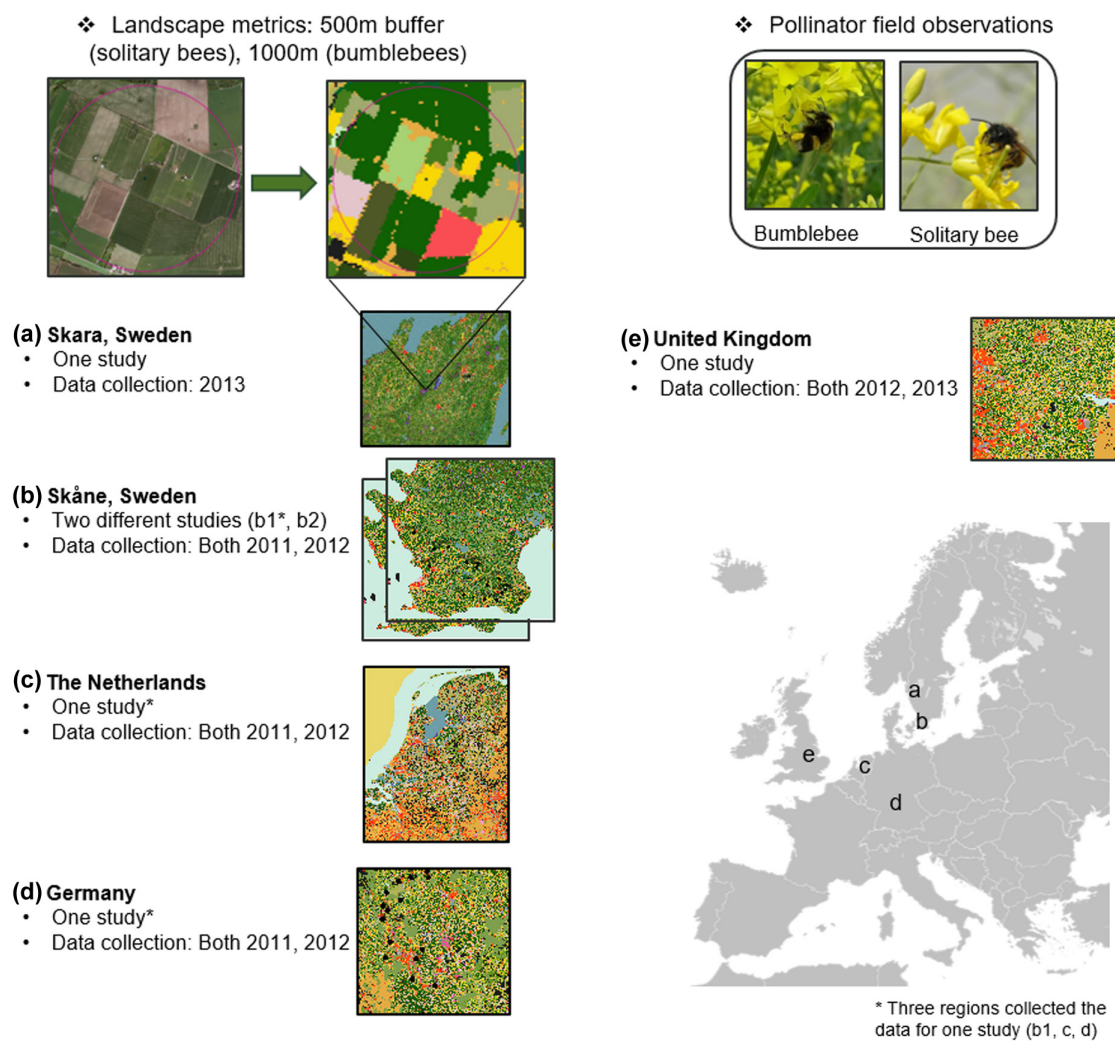 ❖ Landscape metrics: 500m buffer
(solitary bees), 1000m (bumblebees)
❖ Pollinator field observations
Bumblebee
Solitary bee
(a) Skara, Sweden
• One study
• Data collection: 2013
(e) United Kingdom
• One study
• Data collection: Both 2012, 2013
(b) Skåne, Sweden
• Two different studies (b1*, b2)
• Data collection: Both 2011, 2012
(c) The Netherlands
• One study*
• Data collection: Both 2011, 2012
(d) Germany
• One study*
• Data collection: Both 2011, 2012
a
b
e
c
d
* Three regions collected the
data for one study (b1, c, d)